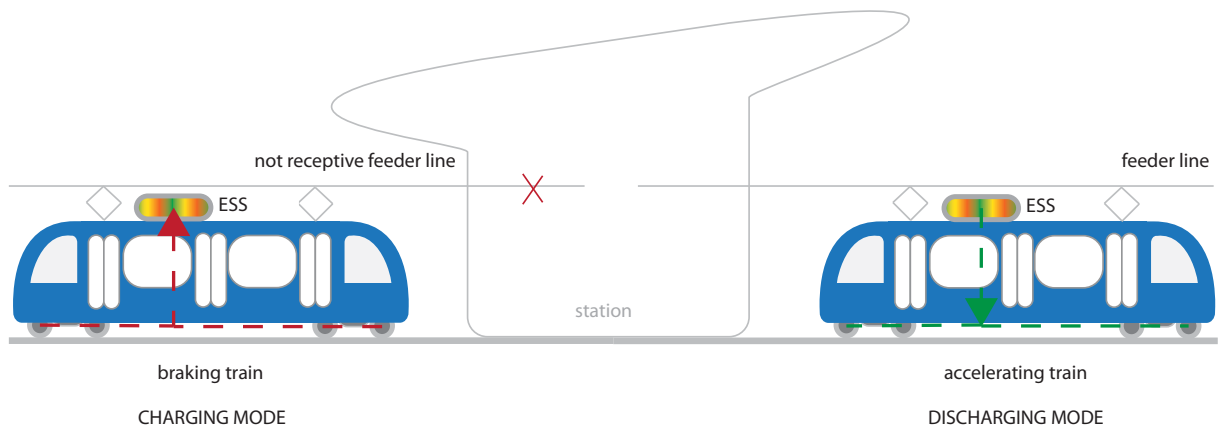 not receptive feeder line
feeder line
ESS
ESS
station
braking train
accelerating train
CHARGING MODE
DISCHARGING MODE